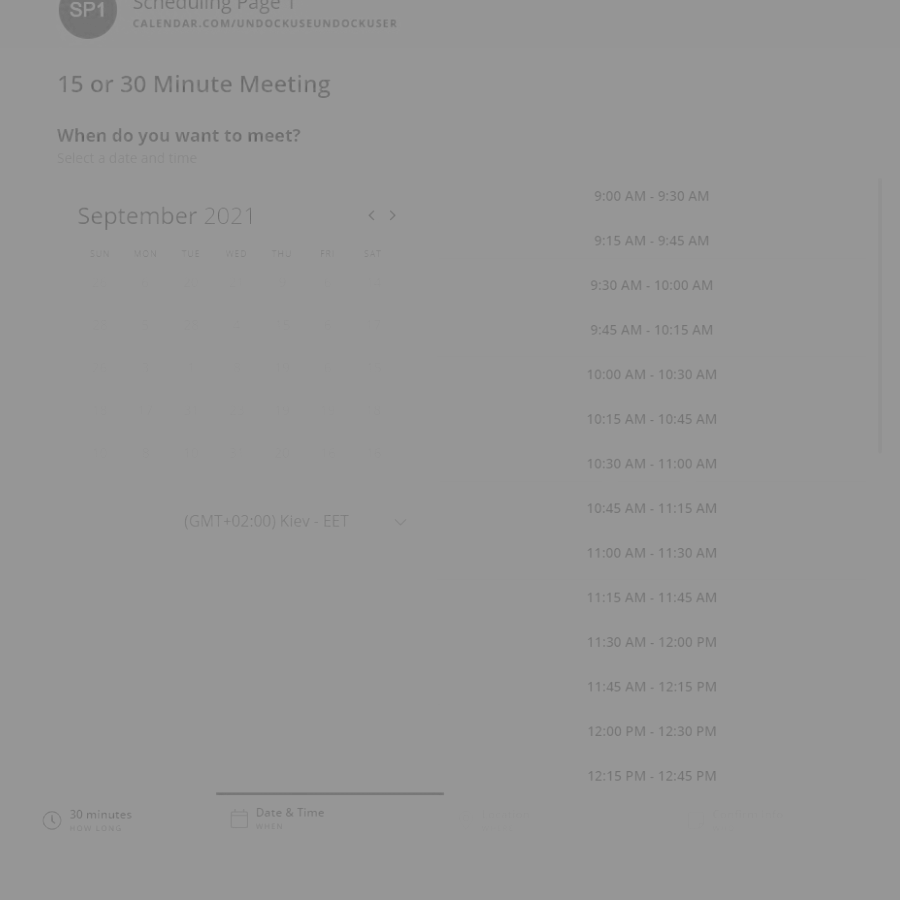 SP1
Scheduling Page 1
CALENDAR.COM/UNDOCKUSEUNDOCKUSER
15 or 30 Minute Meeting
When do you want to meet?
Select a date and time
September 2021
SUN MON TUE WED THU FRI SAT
(GMT+02:00) Kiev - EET
9:00 AM - 9:30 AM
9:15 AM - 9:45 AM
9:30 AM - 10:00 AM
9:45 AM - 10:15 AM
10:00 AM - 10:30 AM
10:15 AM - 10:45 AM
10:30 AM - 11:00 AM
10:45 AM - 11:15 AM
11:00 AM - 11:30 AM
11:15 AM - 11:45 AM
11:30 AM - 12:00 PM
11:45 AM - 12:15 PM
12:00 PM - 12:30 PM
12:15 PM - 12:45 PM
30 minutes
HOW LONG
Date & Time
WHEN